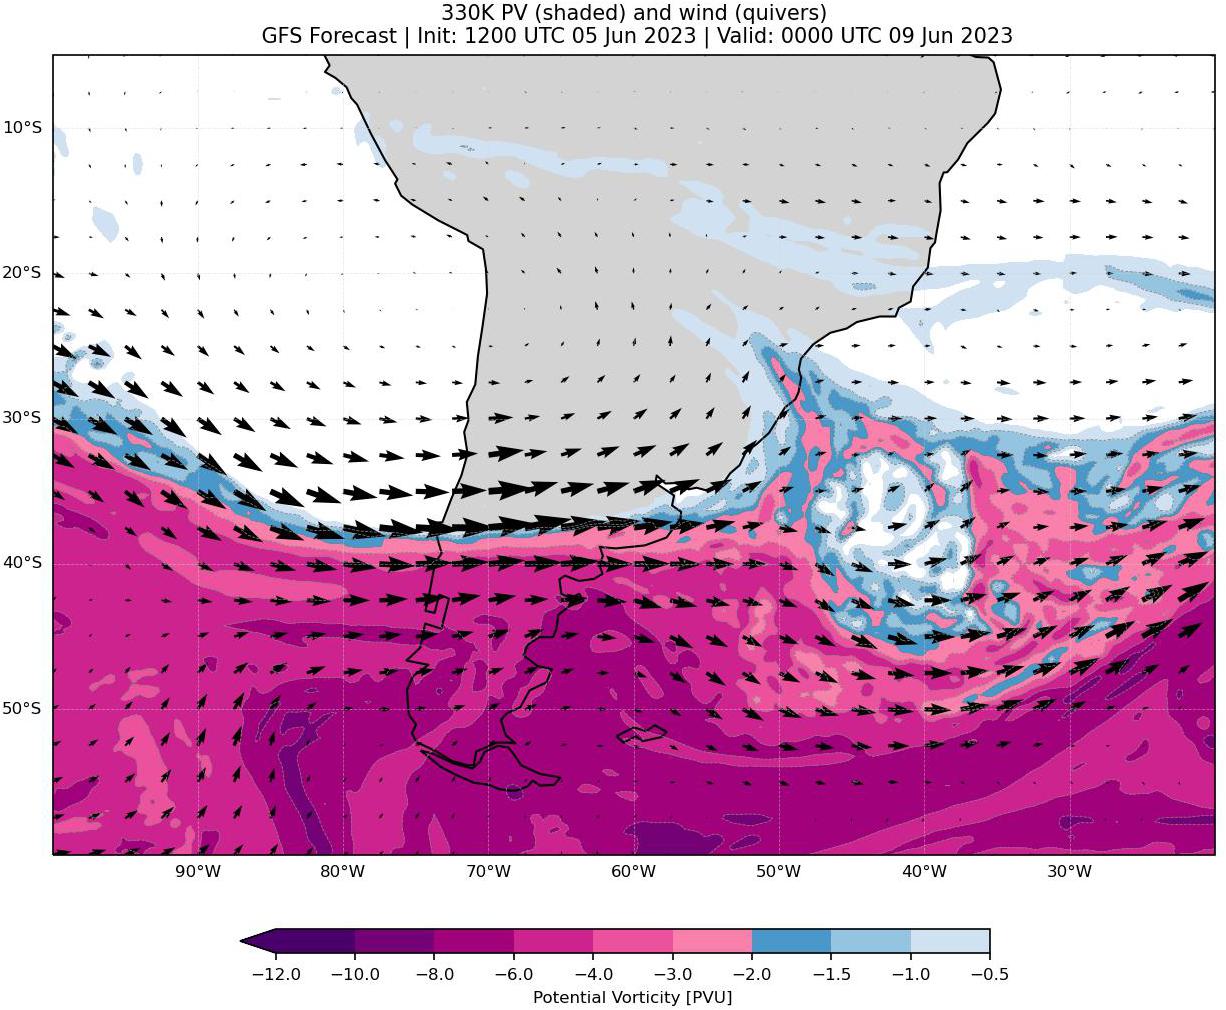 330K PV (shaded) and wind (quivers)
GFS Forecast | Init: 1200 UTC 05 Jun 2023 | Valid: 0000 UTC 09 Jun 2023
10°S
20°S
30°S
40°S
50°S
90°W 80°W 70°W 60°W 50°W 40°W 30°W
−12.0 −10.0 −8.0 −6.0 −4.0 −3.0 −2.0 −1.5 −1.0 −0.5
Potential Vorticity [PVU]